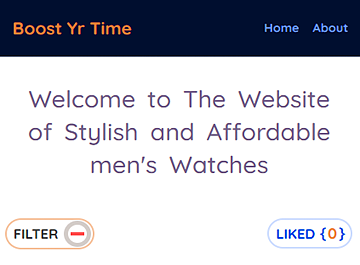 Boost Yr Time
Home About
Welcome to The Website
of Stylish and Affordable
men's Watches
FILTER
LIKED {0}